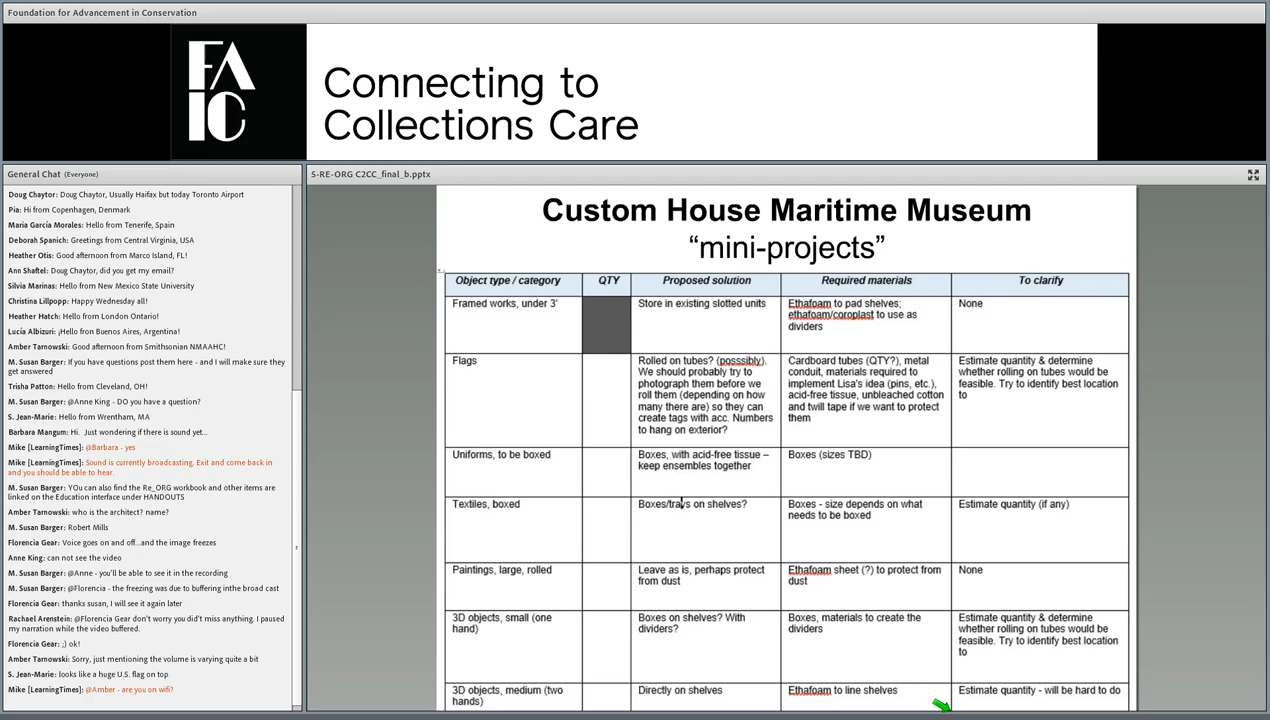 Foundation for Advancement in Conservation
FA
IC
Connecting to
Collections Care
General Chat (Everyone)
Doug Chaytor: Doug Chaytor, Usually Haifax but today Toronto Airport
Pia: Hi from Copenhagen, Denmark
Maria García Morales: Hello from Tenerife, Spain
Deborah Spanich: Greetings from Central Virginia, USA
Heather Otis: Good afternoon from Marco Island, FL!
Ann Shaftel: Doug Chaytor, did you get my email?
Silvia Marinas: Hello from New Mexico State University
Christina Lillpopp: Happy Wednesday all!
Heather Hatch: Hello from London Ontario!
Lucía Albizuri: ¡Hello fron Buenos Aires, Argentina!
Amber Tarnowski: Good afternoon from Smithsonian NMAAHC!
M. Susan Barger: If you have questions post them here - and I will make sure they
get answered
Trisha Patton: Hello from Cleveland, OH!
M. Susan Barger: @Anne King - DO you have a question?
S. Jean-Marie: Hello from Wrentham, MA
Barbara Mangum: Hi. Just wondering if there is sound yet...
Mike [LearningTimes]: @Barbara - yes
Mike [LearningTimes]: Sound is currently broadcasting. Exit and come back in
and you should be able to hear.
M. Susan Barger: YOu can also find the Re_ORG workbook and other items are
linked on the Education interface under HANDOUTS
Amber Tarnowski: who is the architect? name?
M. Susan Barger: Robert Mills
Florencia Gear: Voice goes on and off...and the image freezes
Anne King: can not see the video
M. Susan Barger: @Anne - you'll be able to see it in the recording
M. Susan Barger: @Florencia - the freezing was due to buffering inthe broad cast
Florencia Gear: thanks susan, I will see it again later
Rachael Arenstein: @Florencia Gear don't worry you did't miss anything. I paused
my narration while the video buffered.
Florencia Gear: ;) ok!
Amber Tarnowski: Sorry, just mentioning the volume is varying quite a bit
S. Jean-Marie: looks like a huge U.S. flag on top
Mike [LearningTimes]: @Amber - are you on wifi?
5-RE-ORG C2CC_final_b.pptx
Custom House Maritime Museum
“mini-projects”
Object type / category QTY Proposed solution Required materials To clarify
Framed works, under 3'
Store in existing slotted units
Ethafoam to pad shelves;
ethafoam/coroplast to use as
dividers
None
Flags
Rolled on tubes? (posssibly).
We should probably try to
photograph them before we
roll them (depending on how
many there are) so they can
create tags with acc. Numbers
to hang on exterior?
Cardboard tubes (QTY?), metal
conduit, materials required to
implement Lisa's idea (pins, etc.),
acid-free tissue, unbleached cotton
and twill tape if we want to protect
them
Estimate quantity & determine
whether rolling on tubes would be
feasible. Try to identify best location
to
Uniforms, to be boxed
Boxes, with acid-free tissue –
keep ensembles together
Boxes (sizes TBD)
Textiles, boxed
Boxes/trays on shelves?
Boxes - size depends on what
needs to be boxed
Estimate quantity (if any)
Paintings, large, rolled
Leave as is, perhaps protect
from dust
Ethafoam sheet (?) to protect from
dust
None
3D objects, small (one
hand)
Boxes on shelves? With
dividers?
Boxes, materials to create the
dividers
Estimate quantity & determine
whether rolling on tubes would be
feasible. Try to identify best location
to
3D objects, medium (two
hands)
Directly on shelves
Ethafoam to line shelves
Estimate quantity - will be hard to do